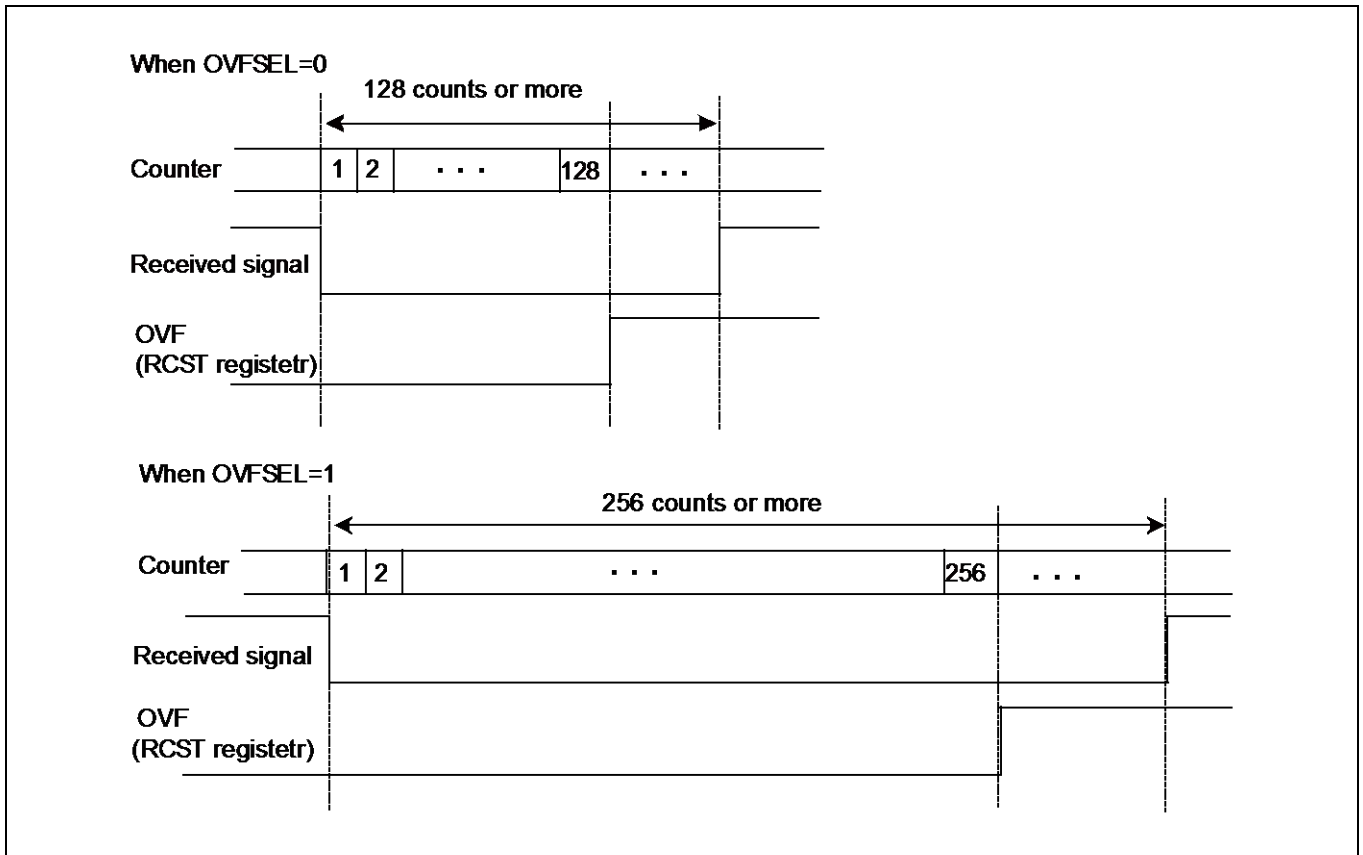 When OVFSEL=0
128 counts or more
Counter 1 2 ... 128 ...
Received signal
OVF
(RCST registetr)
When OVFSEL=1
256 counts or more
Counter 1 2 ... 256 ...
Received signal
OVF
(RCST registetr)